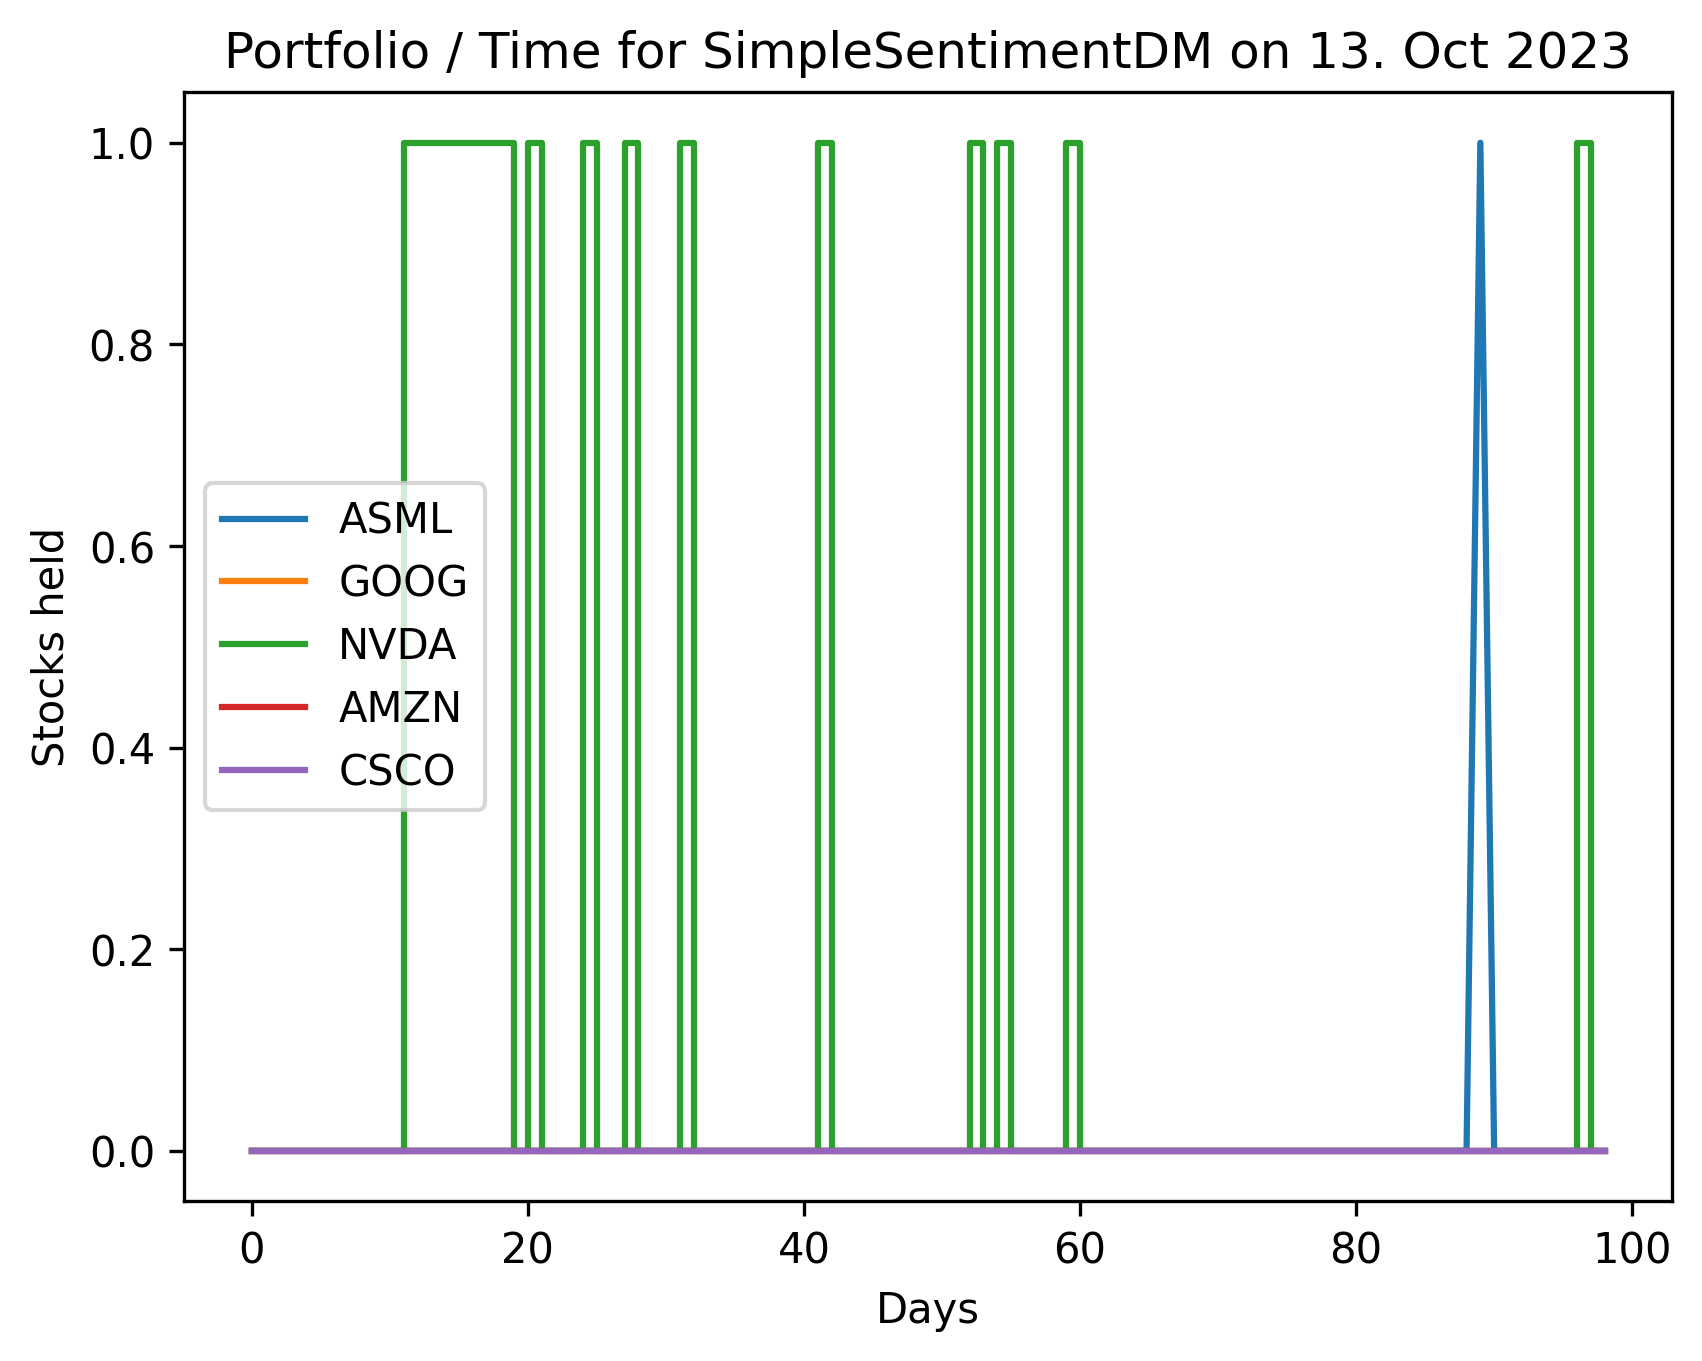 Portfolio / Time for SimpleSentimentDM on 13. Oct 2023
1.0
0.8
0.6
0.4
0.2
0.0
Stocks held
ASML
GOOG
NVDA
AMZN
CSCO
0 20 40 60 80 100
Days